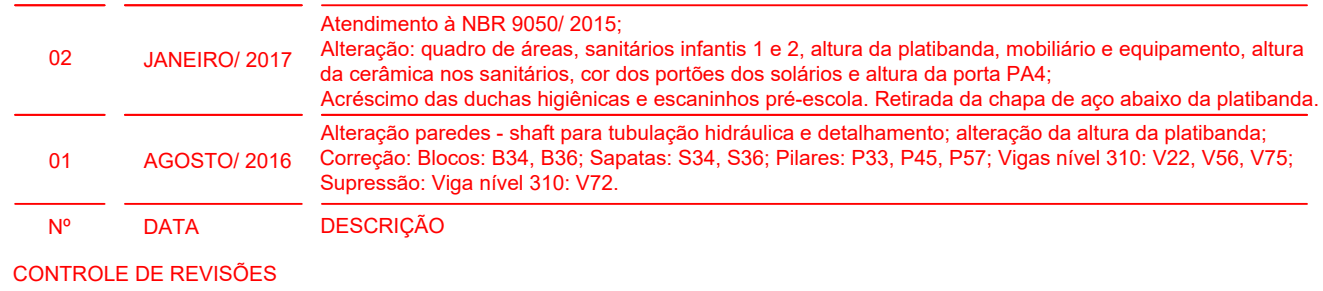 Atendimento à NBR 9050/ 2015;
02 JANEIRO/ 2017 Alteração: quadro de áreas, sanitários infantis 1 e 2, altura da platibanda, mobiliário e equipamento, altura
da cerâmica nos sanitários, cor dos portões dos solários e altura da porta PA4;
Acréscimo das duchas higiênicas e escaninhos pré-escola. Retirada da chapa de aço abaixo da platibanda.
Alteração paredes - shaft para tubulação hidráulica e detalhamento; alteração da altura da platibanda;
01 AGOSTO/ 2016 Correção: Blocos: B34, B36; Sapatas: S34, S36; Pilares: P33, P45, P57; Vigas nível 310: V22, V56, V75;
Supressão: Viga nível 310: V72.
Nº DATA DESCRIÇÃO
CONTROLE DE REVISÕES